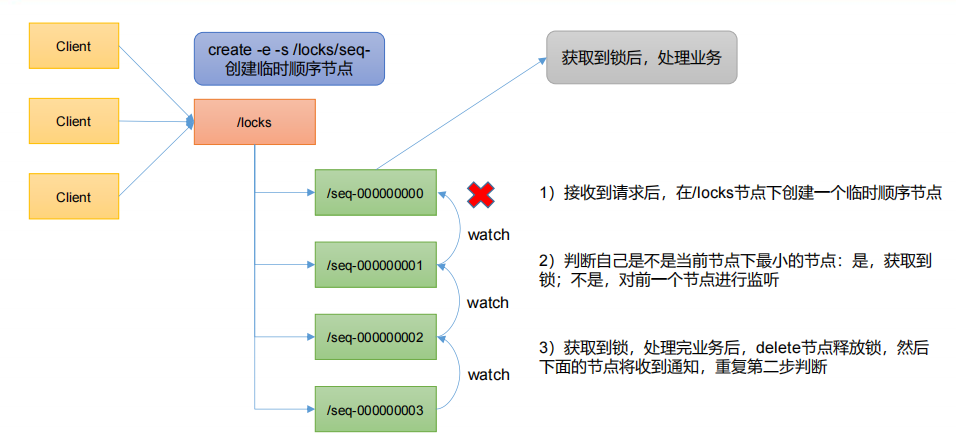 Client
Client
Client
create -e -s /locks/seq-
创建临时顺序节点
/locks
获取到锁后，处理业务
/seq-000000000
/seq-000000001
/seq-000000002
/seq-000000003
watch
watch
watch
1）接收到请求后，在/locks节点下创建一个临时顺序节点
2）判断自己是不是当前节点下最小的节点：是，获取到
锁；不是，对前一个节点进行监听
3）获取到锁，处理完业务后，delete节点释放锁，然后
下面的节点将收到通知，重复第二步判断